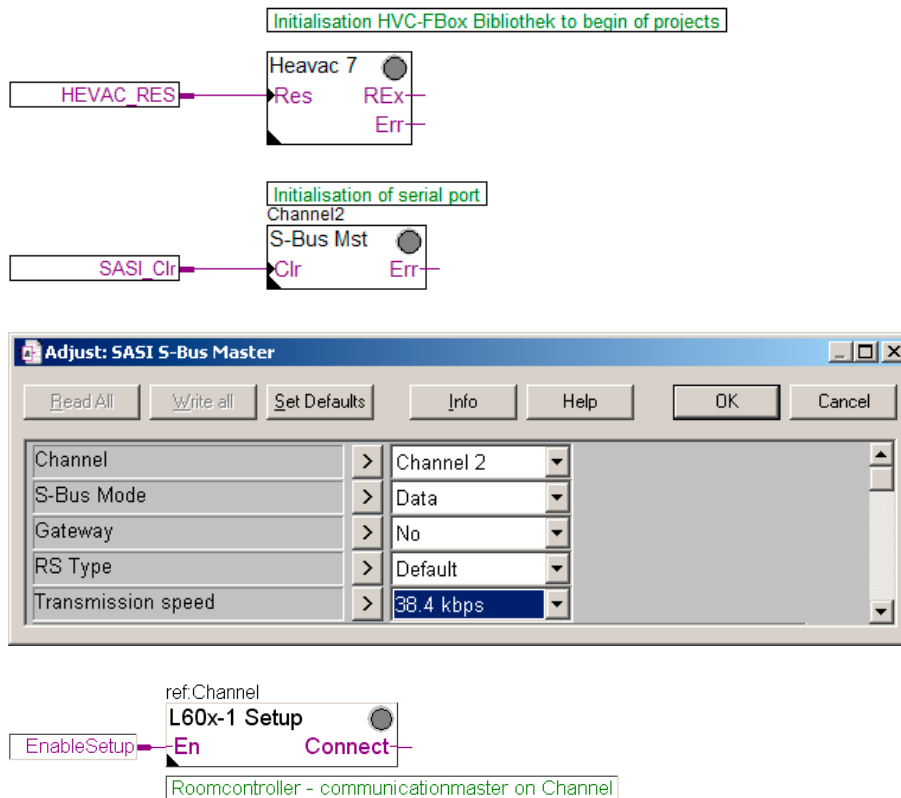 Initialisation HVC-FBox Bibliothek to begin of projects
Heavac 7
HEVAC_RES Res REx
Err
Initialisation of serial port
Channel2
S-Bus Mst
SASI_Clr Clr Err
Adjust: SASI S-Bus Master
Read All Write all Set Defaults Info Help OK Cancel
Channel > Channel 2
S-Bus Mode > Data
Gateway > No
RS Type > Default
Transmission speed > 38.4 kbps
ref:Channel
L60x-1 Setup
EnableSetup En Connect
Roomcontroller - communicationmaster on Channel